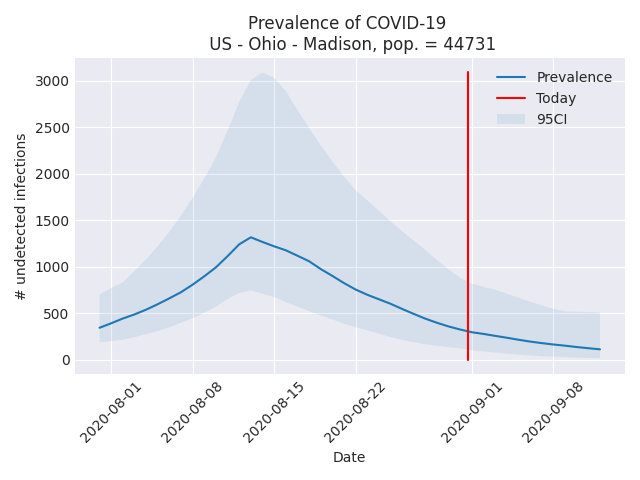 Prevalence of COVID-19
US - Ohio - Madison, pop. = 44731
3000
2500
2000
1500
1000
500
0
# undetected infections
Prevalence
Today
95CI
2020-08-01
2020-08-08
2020-08-15
2020-08-22
2020-09-01
2020-09-08
Date